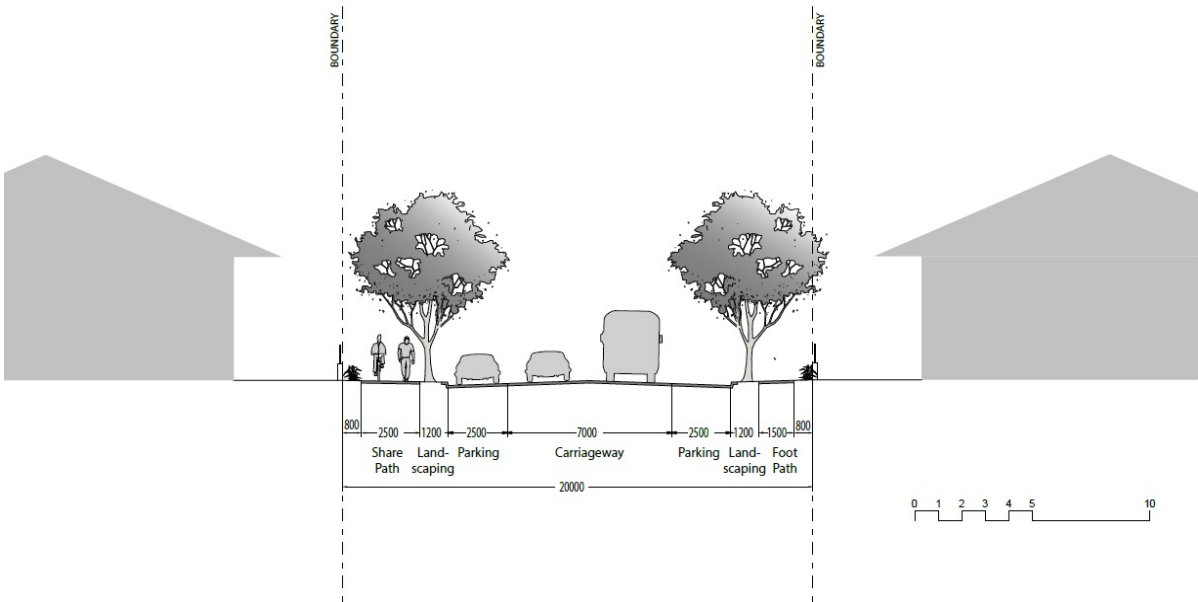 BOUNDARY
BOUNDARY
800 2500 1200 2500 7000 2500 1200 1500 800
Share Land- Parking Carriageway Parking Land- Foot
Path scaping scaping Path
20000
0 1 2 3 4 5 10